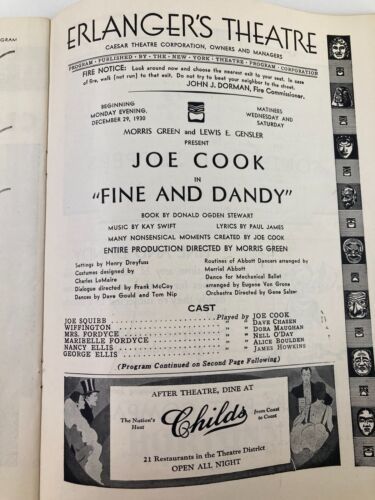 OGRAM
ERLANGER'S THEATRE
CAESAR THEATRE CORPORATION, OWNERS AND MANAGERS
PROGRAM • PUBLISHED • BY • THE • NEW • YORK • THEATRE • PROGRAM • CORPORATION
FIRE NOTICE: Look around now and choose the nearest exit to your seat. In case
of fire, walk (not run) to that exit. Do not try to beat your neighbor to the street.
JOHN J. DORMAN, Fire Commissioner.
BEGINNING
MONDAY EVENING,
DECEMBER 29, 1930
MATINEES
WEDNESDAY AND
SATURDAY
MORRIS GREEN and LEWIS E. GENSLER
PRESENT
JOE COOK
IN
"FINE AND DANDY"
BOOK BY DONALD OGDEN STEWART
MUSIC BY KAY SWIFT LYRICS BY PAUL JAMES
MANY NONSENSICAL MOMENTS CREATED BY JOE COOK
ENTIRE PRODUCTION DIRECTED BY MORRIS GREEN
Settings by Henry Dreyfuss
Costumes designed by
Charles LeMaire
Dialogue directed by Frank McCoy
Dances by Dave Gould and Tom Nip
Routines of Abbott Dancers arranged by
Merriel Abbott
Dance for Mechanical Ballet
arranged by Eugene Von Grona
Orchestra Directed by Gene Salzer
CAST
JOE SQUIBB Played by JOE COOK
WIFFINGTON " " DAVE CHASEN
MRS. FORDYCE " " DORA MAUGHAN
MARIBELLE FORDYCE " " NELL O'DAY
NANCY ELLIS " " ALICE BOULDEN
GEORGE ELLIS " " JAMIE HOWKINS
(Program Continued on Second Page Following)
AFTER THEATRE, DINE AT
The Nation's
Host
Childs
from Coast
to Coast
21 Restaurants in the Theatre District
OPEN ALL NIGHT